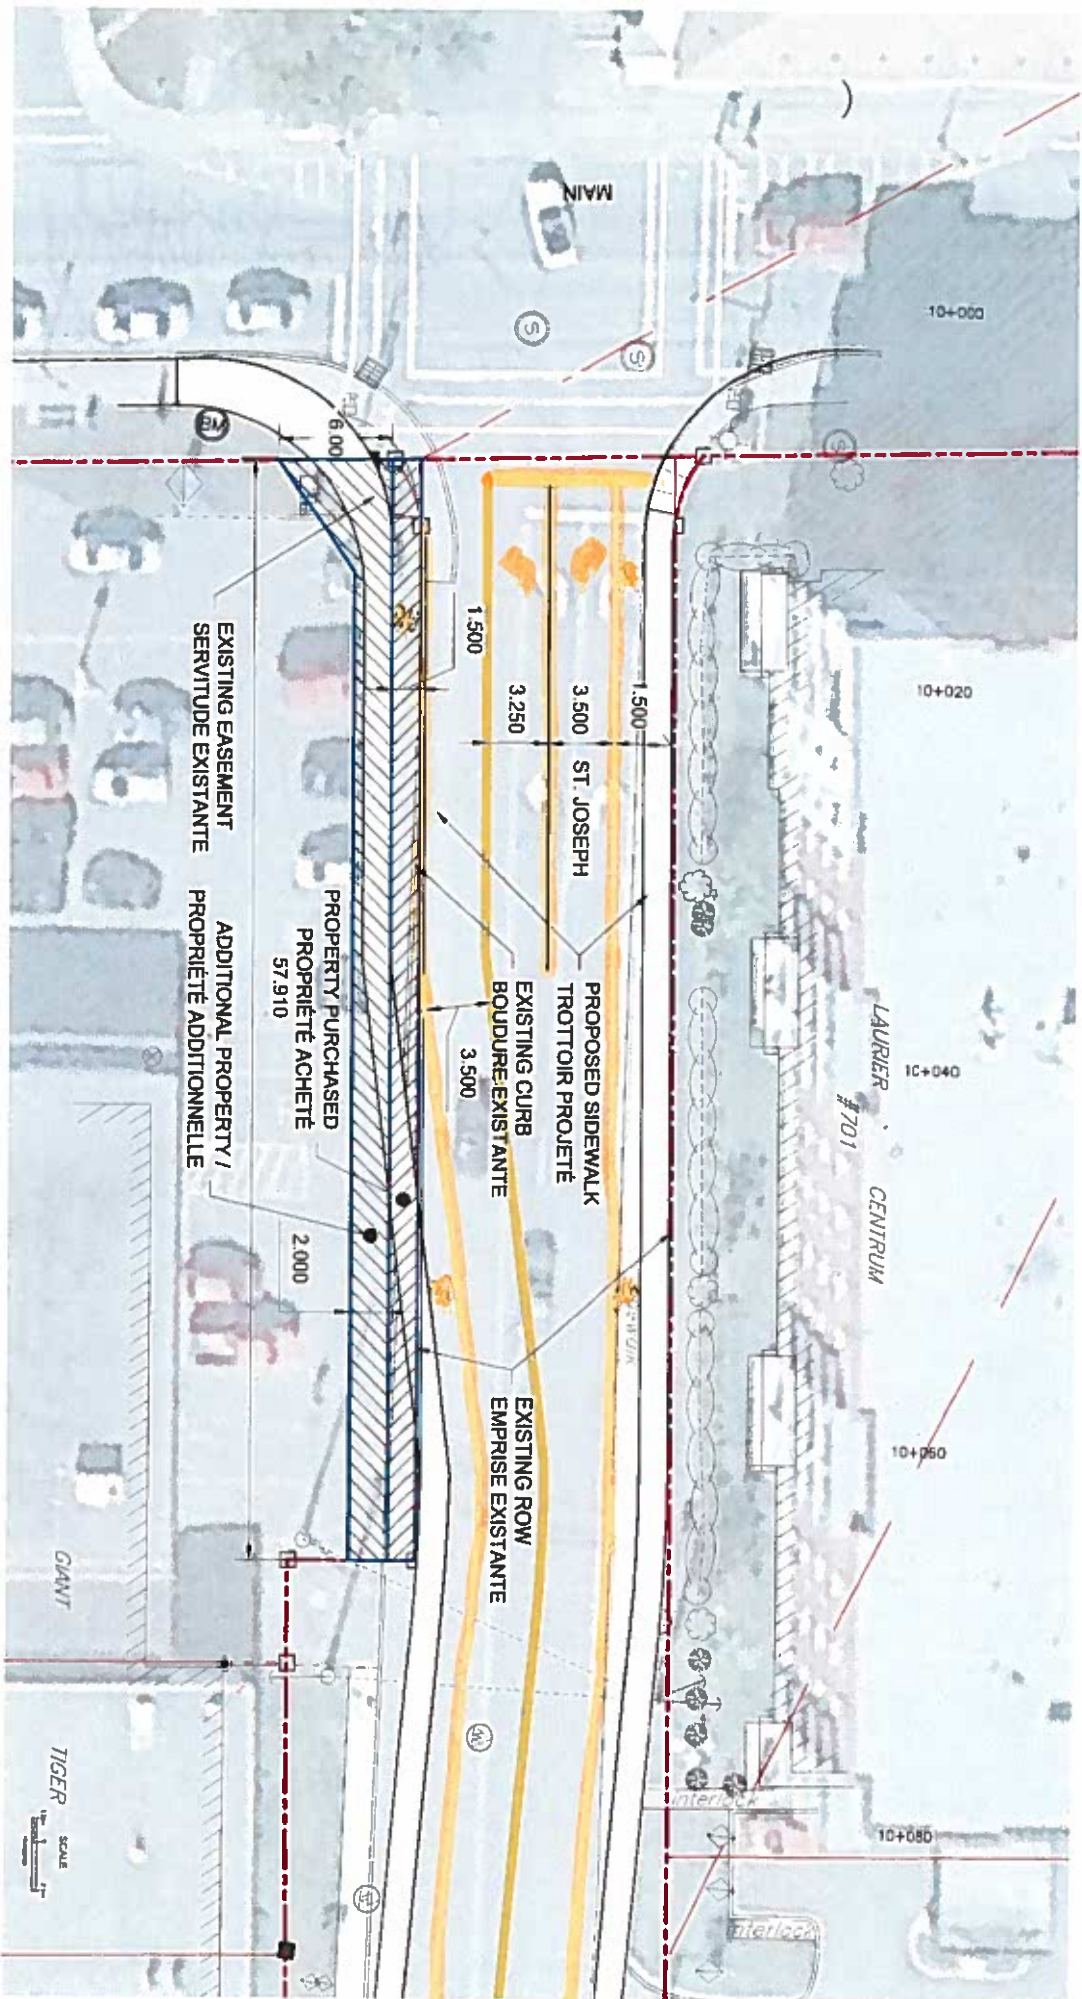 MAIN
10+000
10+020
10+040
10+060
10+080
LAURIER
#701
CENTRUM
6.00
1.500
3.250
3.500
1.500
ST. JOSEPH
PROPOSED SIDEWALK
TROTTOIR PROJETÉ
EXISTING CURB
BOUDURE EXISTANTE
3.500
EXISTING EASEMENT
SERVITUDE EXISTANTE
ADDITIONAL PROPERTY /
PROPRIÉTÉ ADDITIONNELLE
PROPERTY PURCHASED
PROPRIÉTÉ ACHETÉ
57.910
2.000
EXISTING ROW
EMPRISE EXISTANTE
GIANT
TIGER
SCALE
interlock
interlock
S
S